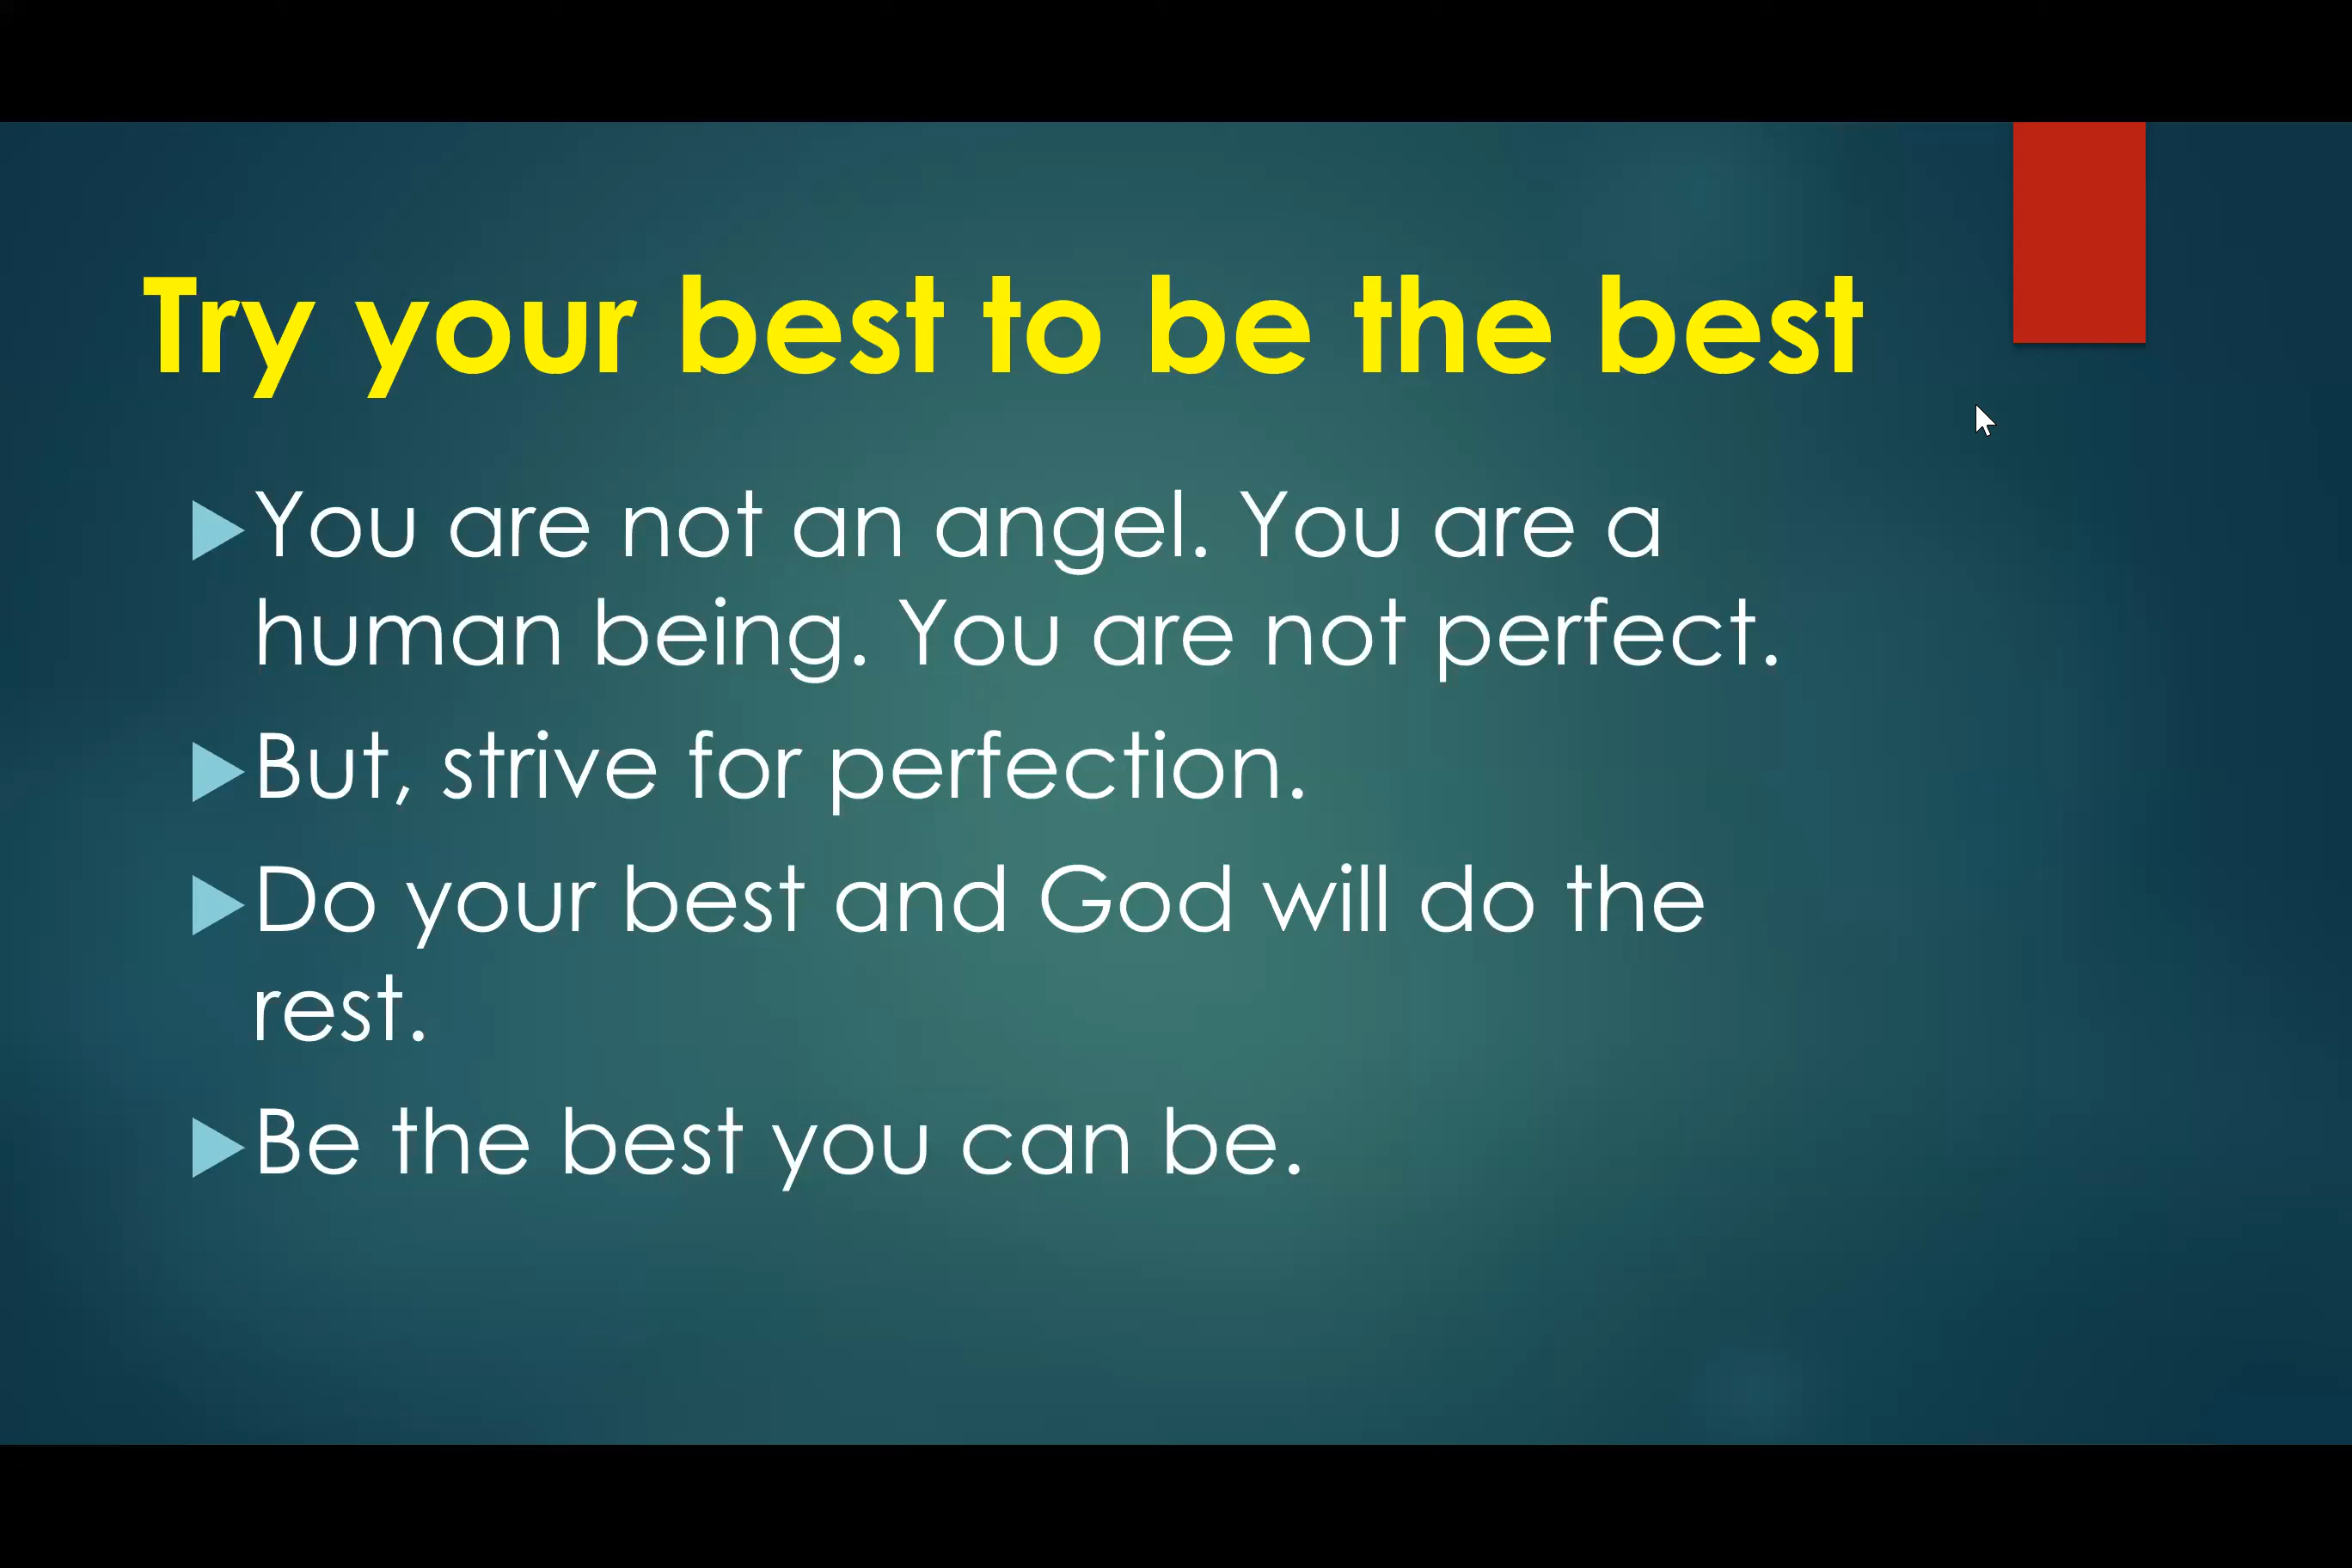 Try your best to be the best
You are not an angel. You are a
human being. You are not perfect.
But, strive for perfection.
Do your best and God will do the
rest.
Be the best you can be.